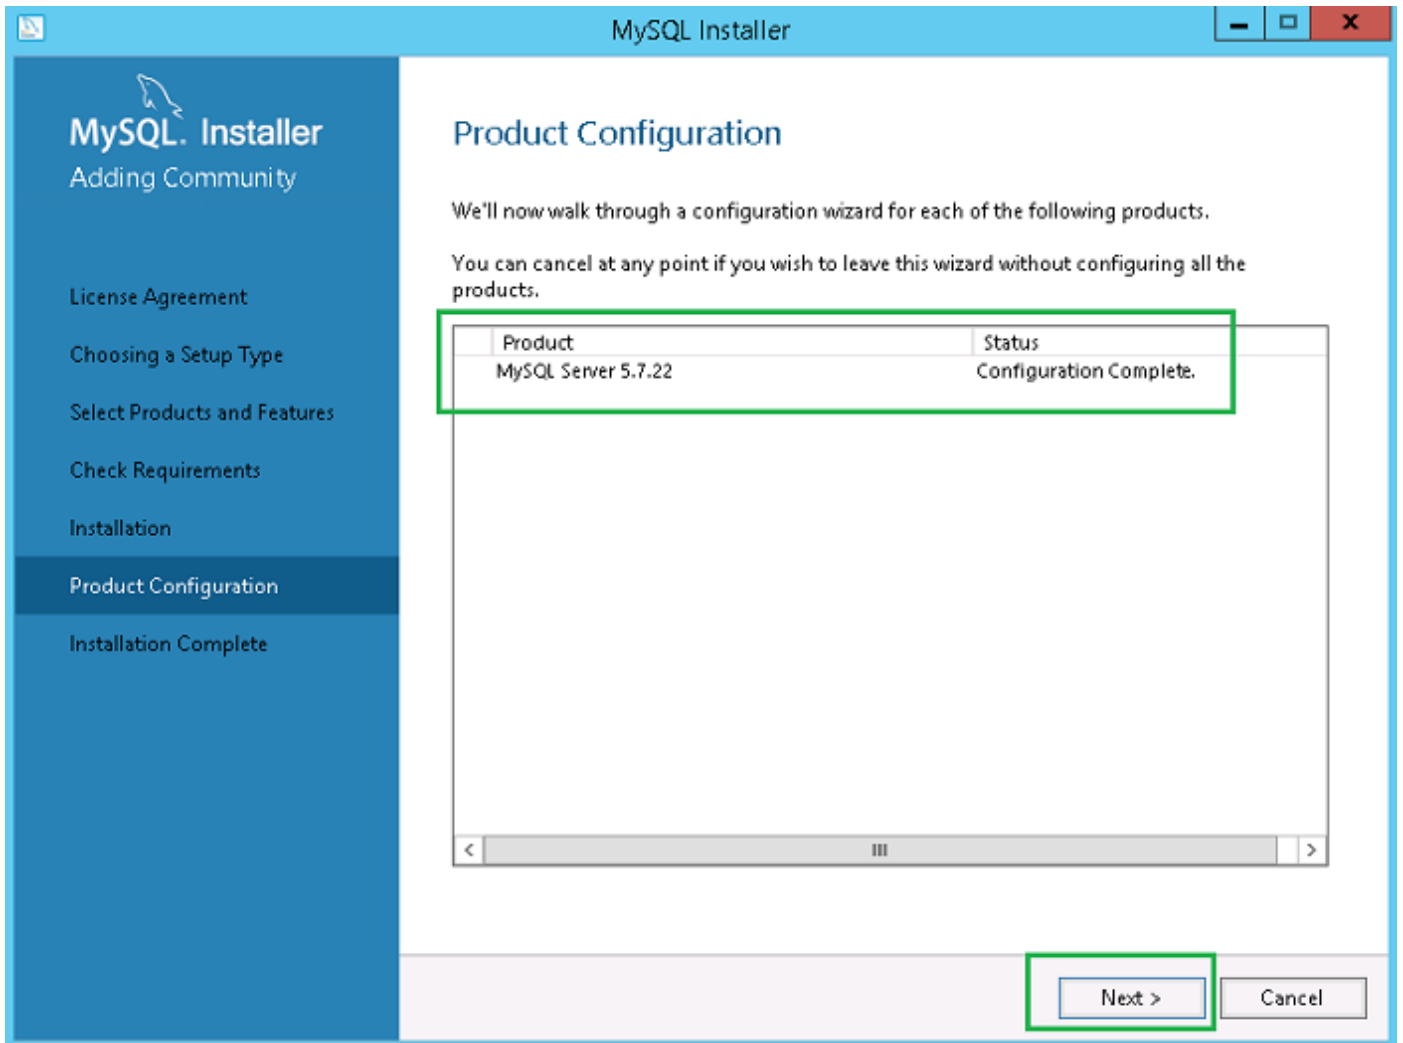 MySQL Installer
MySQL. Installer
Adding Community
License Agreement
Choosing a Setup Type
Select Products and Features
Check Requirements
Installation
Product Configuration
Installation Complete
Product Configuration
We'll now walk through a configuration wizard for each of the following products.
You can cancel at any point if you wish to leave this wizard without configuring all the
products.
Product Status
MySQL Server 5.7.22 Configuration Complete.
Next > Cancel